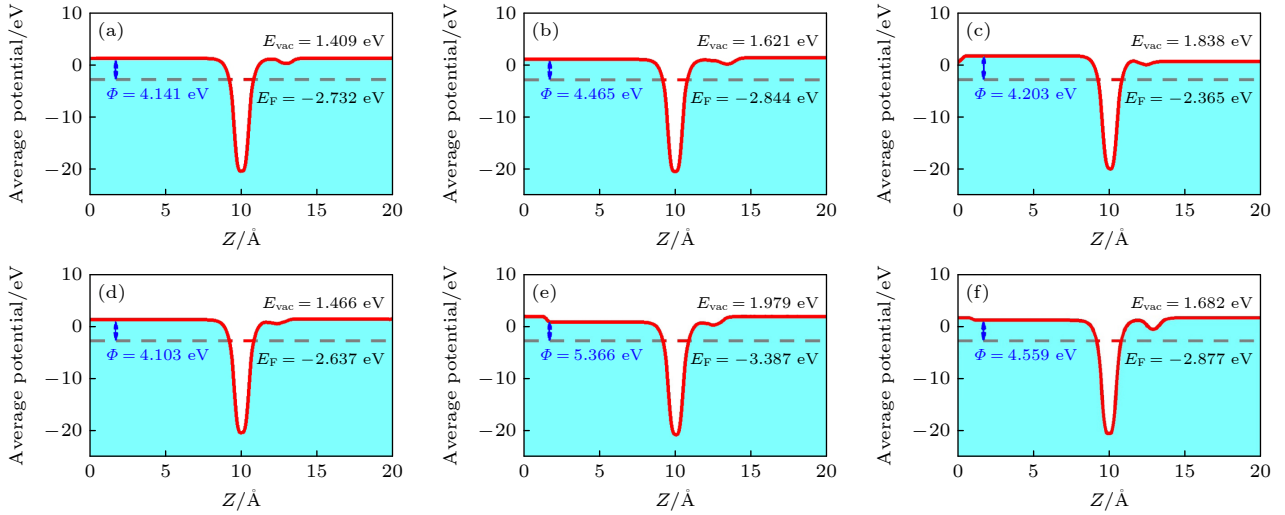 (a)
E_vac = 1.409 eV
Φ = 4.141 eV
E_F = −2.732 eV
10
0
−10
−20
Average potential/eV
0 5 10 15 20
Z/Å
(b)
E_vac = 1.621 eV
Φ = 4.465 eV
E_F = −2.844 eV
10
0
−10
−20
Average potential/eV
0 5 10 15 20
Z/Å
(c)
E_vac = 1.838 eV
Φ = 4.203 eV
E_F = −2.365 eV
10
0
−10
−20
Average potential/eV
0 5 10 15 20
Z/Å
(d)
E_vac = 1.466 eV
Φ = 4.103 eV
E_F = −2.637 eV
10
0
−10
−20
Average potential/eV
0 5 10 15 20
Z/Å
(e)
E_vac = 1.979 eV
Φ = 5.366 eV
E_F = −3.387 eV
10
0
−10
−20
Average potential/eV
0 5 10 15 20
Z/Å
(f)
E_vac = 1.682 eV
Φ = 4.559 eV
E_F = −2.877 eV
10
0
−10
−20
Average potential/eV
0 5 10 15 20
Z/Å